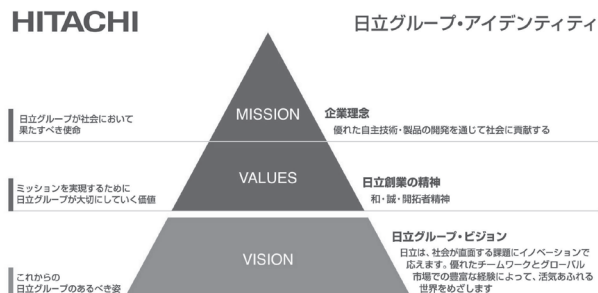 HITACHI
日立グループ・アイデンティティ
日立グループが社会において
果たすべき使命
MISSION
企業理念
優れた自主技術・製品の開発を通じて社会に貢献する
ミッションを実現するために
日立グループが大切にしていく価値
VALUES
日立創業の精神
和・誠・開拓者精神
これからの
日立グループのあるべき姿
VISION
日立グループ・ビジョン
日立は、社会が直面する課題にイノベーションで
応えます。優れたチームワークとグローバル
市場での豊富な経験によって、活気あふれる
世界をめざします